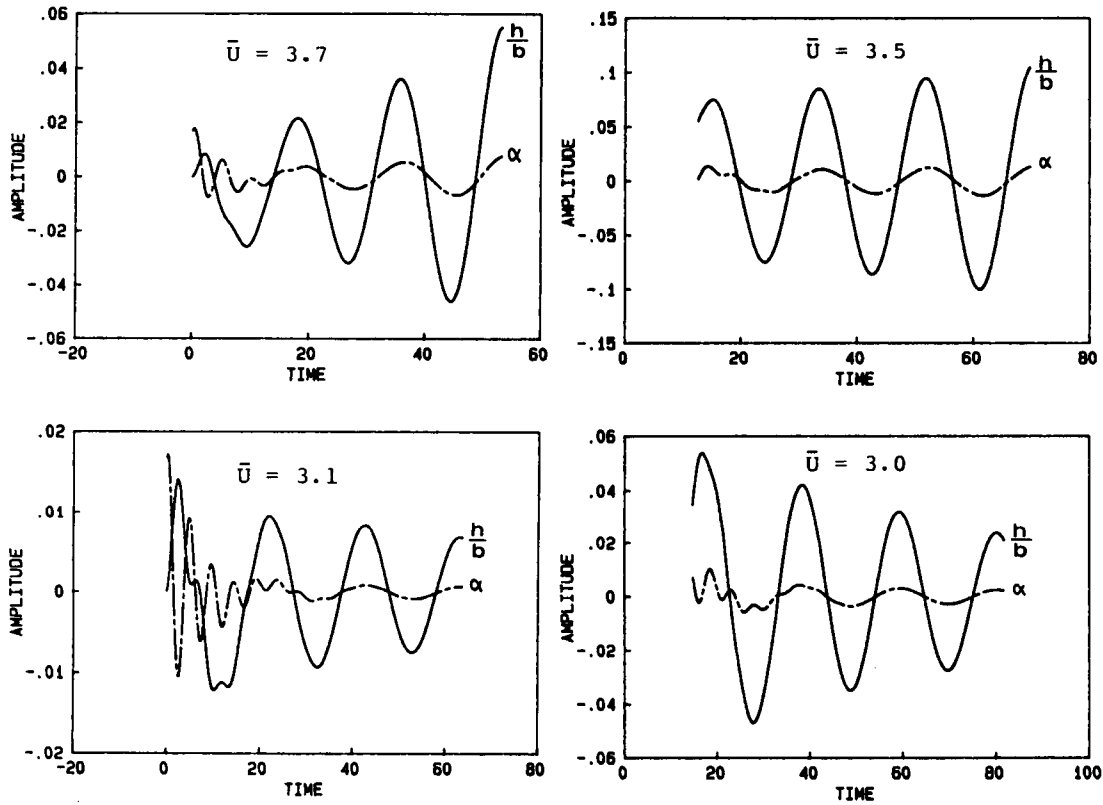 .06
.04
.02
0
-.02
-.04
-.06
AMPLITUDE
Ū = 3.7
h/b
α
-20
0
20
40
60
TIME
.15
.1
.05
0
-.05
-.1
-.15
AMPLITUDE
Ū = 3.5
h/b
α
0
20
40
60
80
TIME
.02
.01
0
-.01
-.02
AMPLITUDE
Ū = 3.1
h/b
α
-20
0
20
40
60
80
TIME
.06
.04
.02
0
-.02
-.04
-.06
AMPLITUDE
Ū = 3.0
h/b
α
0
20
40
60
80
100
TIME